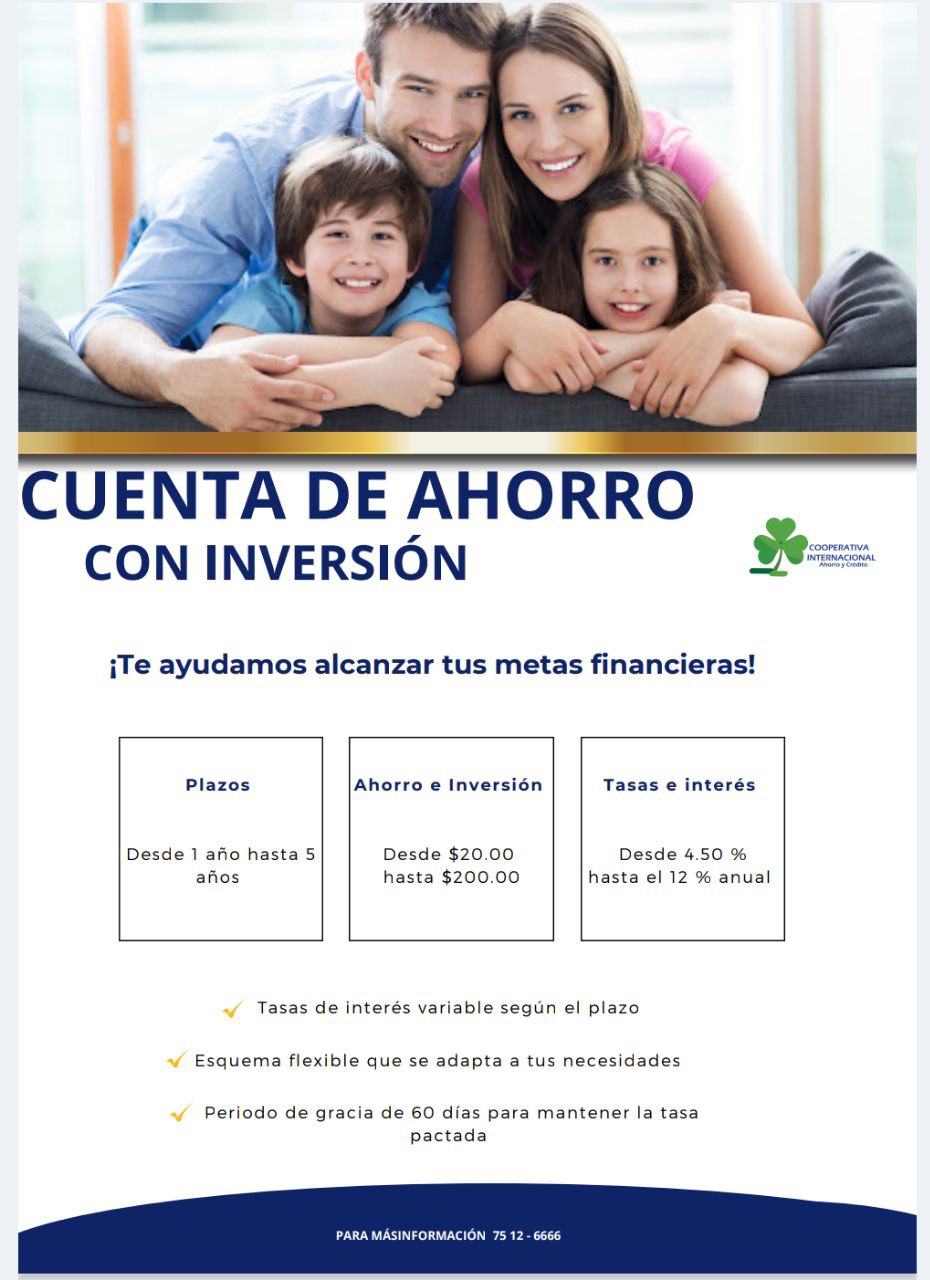 CUENTA DE AHORRO
CON INVERSIÓN
COOPERATIVA
INTERNACIONAL
Ahorro y Crédito
¡Te ayudamos alcanzar tus metas financieras!
Plazos
Desde 1 año hasta 5
años
Ahorro e Inversión
Desde $20.00
hasta $200.00
Tasas e interés
Desde 4.50 %
hasta el 12 % anual
Tasas de interés variable según el plazo
Esquema flexible que se adapta a tus necesidades
Periodo de gracia de 60 días para mantener la tasa
pactada
PARA MÁSINFORMACIÓN 75 12 - 6666